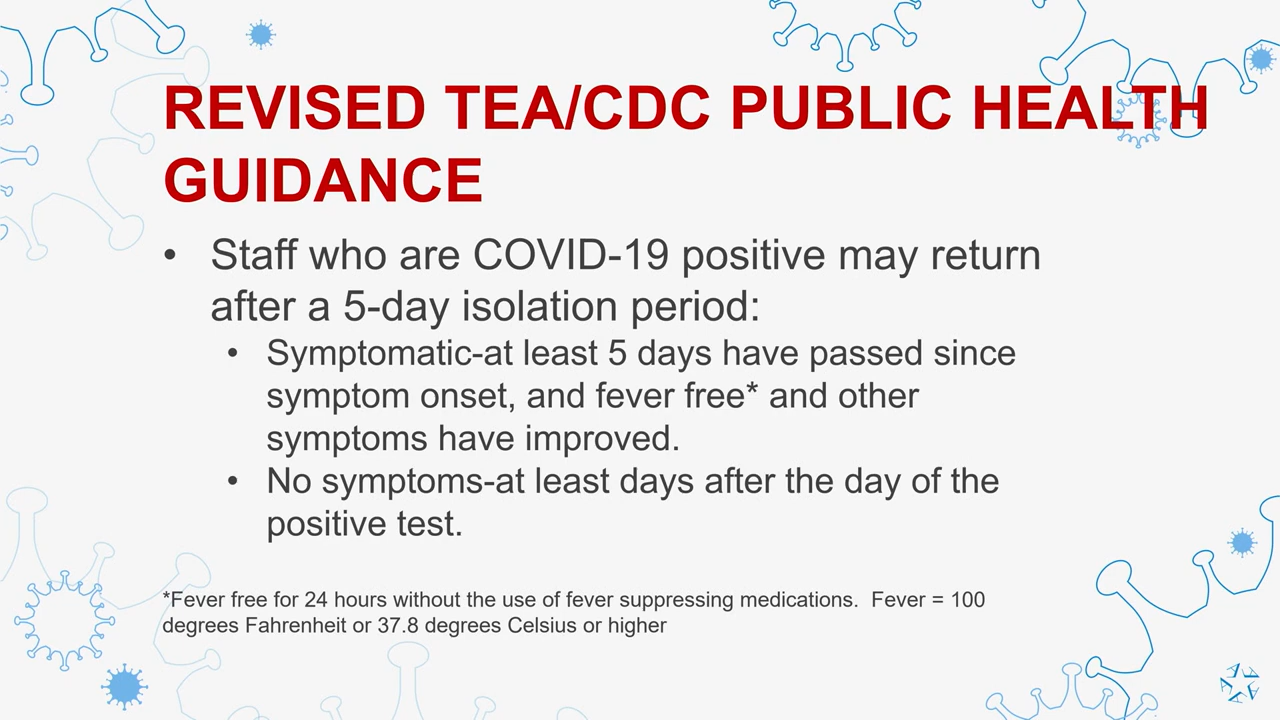 REVISED TEA/CDC PUBLIC HEALTH
GUIDANCE
• Staff who are COVID-19 positive may return
after a 5-day isolation period:
• Symptomatic-at least 5 days have passed since
symptom onset, and fever free* and other
symptoms have improved.
• No symptoms-at least days after the day of the
positive test.
*Fever free for 24 hours without the use of fever suppressing medications.  Fever = 100
degrees Fahrenheit or 37.8 degrees Celsius or higher